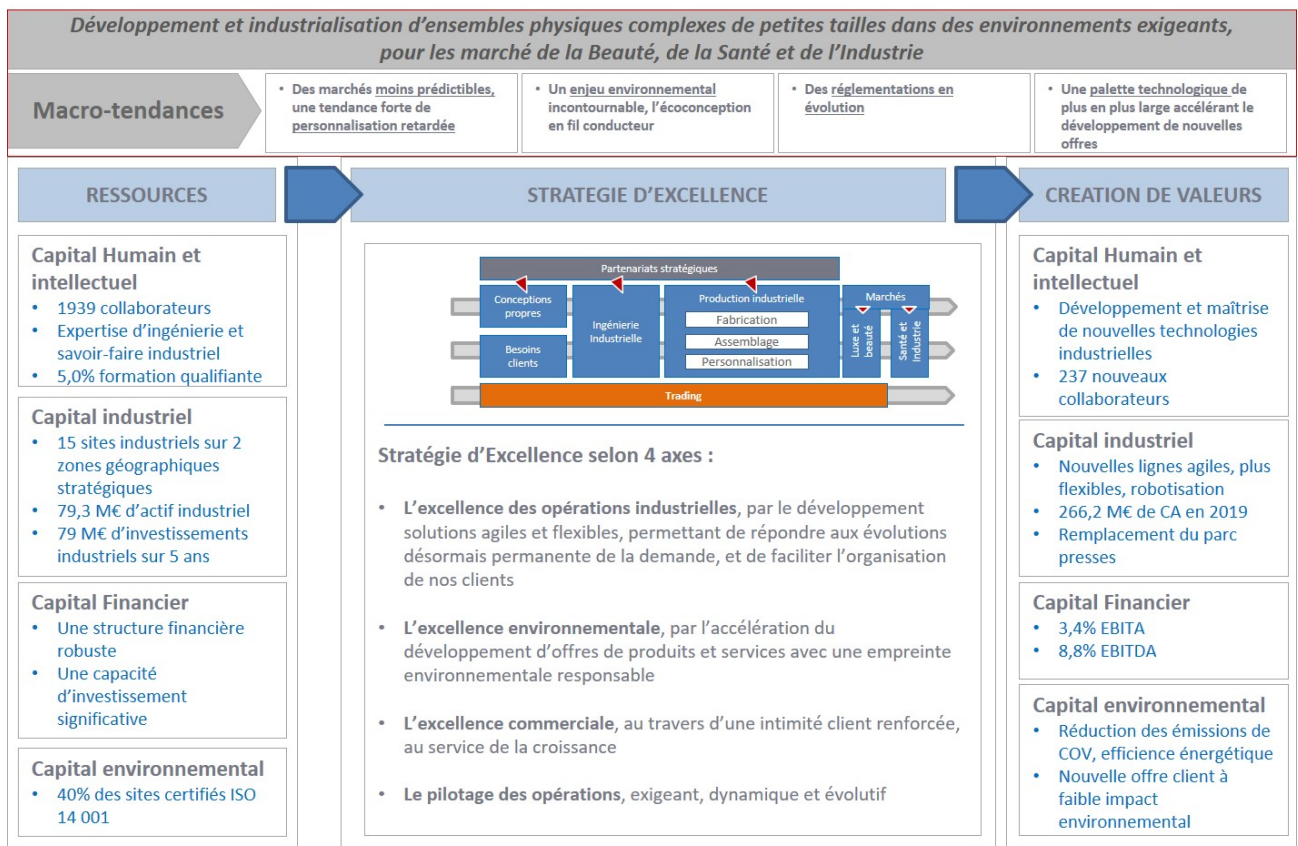 Développement et industrialisation d’ensembles physiques complexes de petites tailles dans des environnements exigeants,
pour les marché de la Beauté, de la Santé et de l’Industrie
Macro-tendances
• Des marchés moins prédictibles,
une tendance forte de
personnalisation retardée
• Un enjeu environnemental
incontournable, l’écoconception
en fil conducteur
• Des réglementations en
évolution
• Une palette technologique de
plus en plus large accélérant le
développement de nouvelles
offres
RESSOURCES
Capital Humain et
intellectuel
• 1939 collaborateurs
• Expertise d’ingénierie et
savoir-faire industriel
• 5,0% formation qualifiante
Capital industriel
• 15 sites industriels sur 2
zones géographiques
stratégiques
• 79,3 M€ d’actif industriel
• 79 M€ d’investissements
industriels sur 5 ans
Capital Financier
• Une structure financière
robuste
• Une capacité
d’investissement
significative
Capital environnemental
• 40% des sites certifiés ISO
14 001
STRATEGIE D’EXCELLENCE
Partenariats stratégiques
Conceptions
propres
Besoins
clients
Ingénierie
Industrielle
Production industrielle
Fabrication
Assemblage
Personnalisation
Marchés
Luxe et
beauté
Santé et
Industrie
Trading
Stratégie d’Excellence selon 4 axes :
• L’excellence des opérations industrielles, par le développement
solutions agiles et flexibles, permettant de répondre aux évolutions
désormais permanente de la demande, et de faciliter l’organisation
de nos clients
• L’excellence environnementale, par l’accélération du
développement d’offres de produits et services avec une empreinte
environnementale responsable
• L’excellence commerciale, au travers d’une intimité client renforcée,
au service de la croissance
• Le pilotage des opérations, exigeant, dynamique et évolutif
CREATION DE VALEURS
Capital Humain et
intellectuel
• Développement et maîtrise
de nouvelles technologies
industrielles
• 237 nouveaux
collaborateurs
Capital industriel
• Nouvelles lignes agiles, plus
flexibles, robotisation
• 266,2 M€ de CA en 2019
• Remplacement du parc
presses
Capital Financier
• 3,4% EBITA
• 8,8% EBITDA
Capital environnemental
• Réduction des émissions de
COV, efficience énergétique
• Nouvelle offre client à
faible impact
environnemental